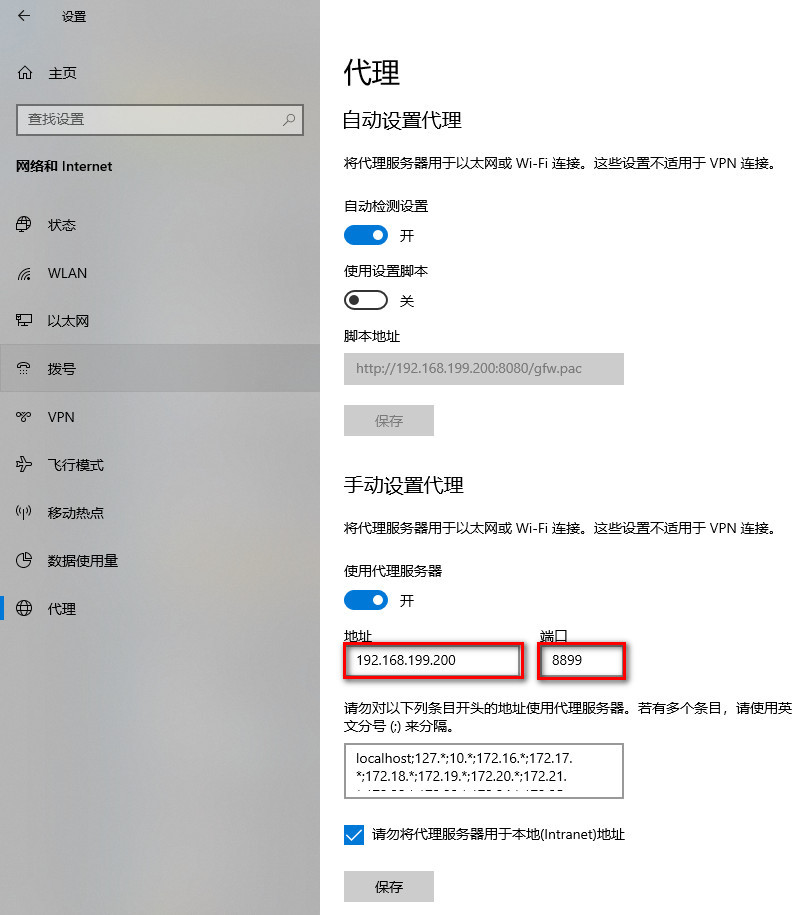 设置
主页
查找设置
网络和 Internet
状态
WLAN
以太网
拨号
VPN
飞行模式
移动热点
数据使用量
代理
代理
自动设置代理
将代理服务器用于以太网或 Wi-Fi 连接。这些设置不适用于 VPN 连接。
自动检测设置
开
使用设置脚本
关
脚本地址
http://192.168.199.200:8080/gfw.pac
保存
手动设置代理
将代理服务器用于以太网或 Wi-Fi 连接。这些设置不适用于 VPN 连接。
使用代理服务器
开
地址 端口
192.168.199.200 8899
请勿对以下列条目开头的地址使用代理服务器。若有多个条目，请使用英
文分号 (;) 来分隔。
localhost;127.*;10.*;172.16.*;172.17.
*;172.18.*;172.19.*;172.20.*;172.21.
请勿将代理服务器用于本地(Intranet)地址
保存